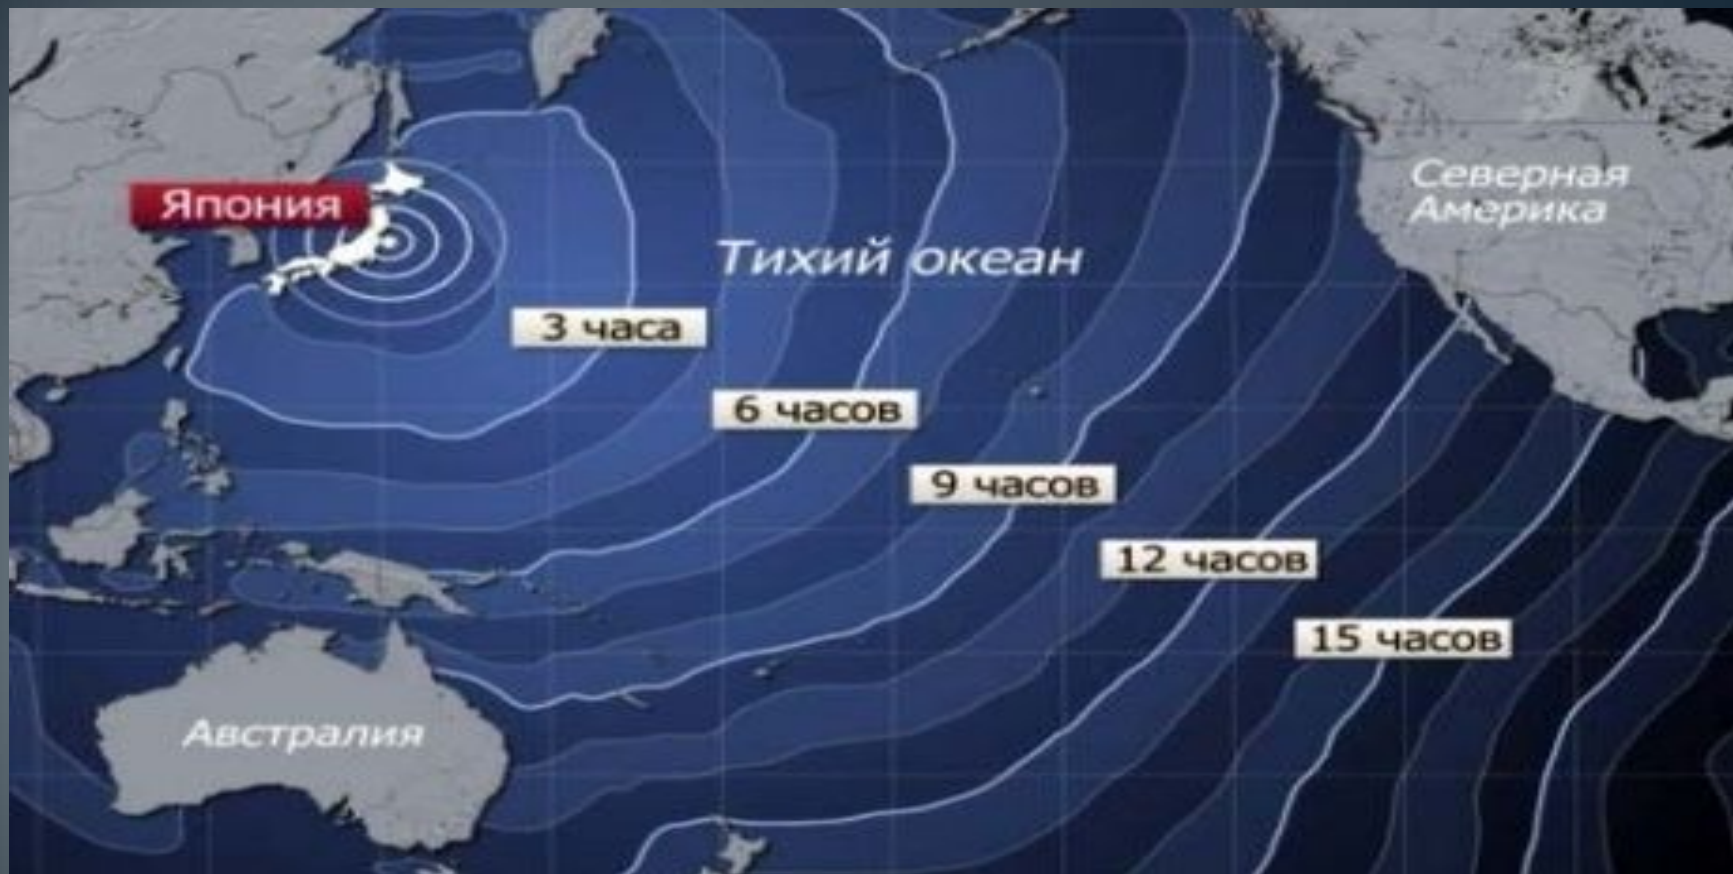 Северная
Америка
Япония
Тихий океан
3 часа
6 часов
9 часов
12 часов
15 часов
Австралия